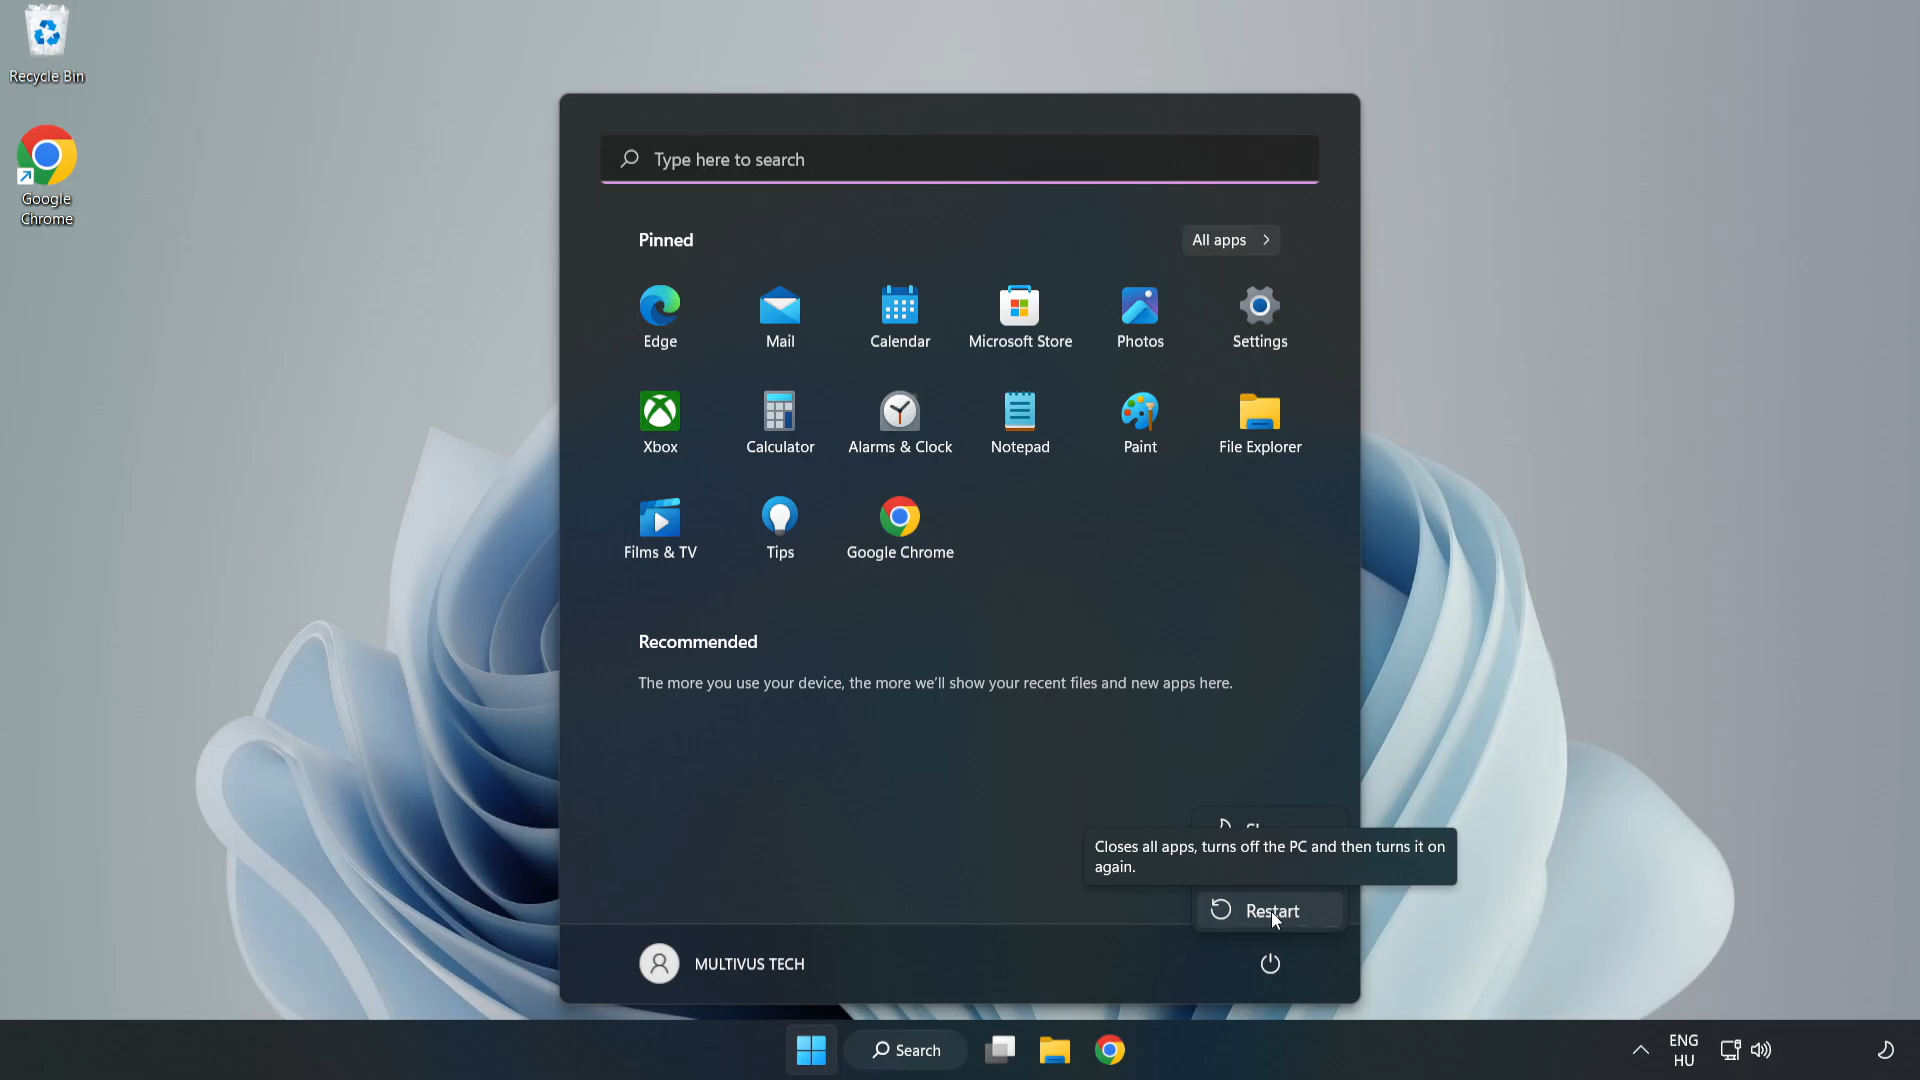 Recycle Bin
Google
Chrome
Type here to search
Pinned
All apps
Edge
Mail
Calendar
Microsoft Store
Photos
Settings
Xbox
Calculator
Alarms & Clock
Notepad
Paint
File Explorer
Films & TV
Tips
Google Chrome
Recommended
The more you use your device, the more we'll show your recent files and new apps here.
Closes all apps, turns off the PC and then turns it on
again.
Restart
MULTIVUS TECH
Search
ENG
HU